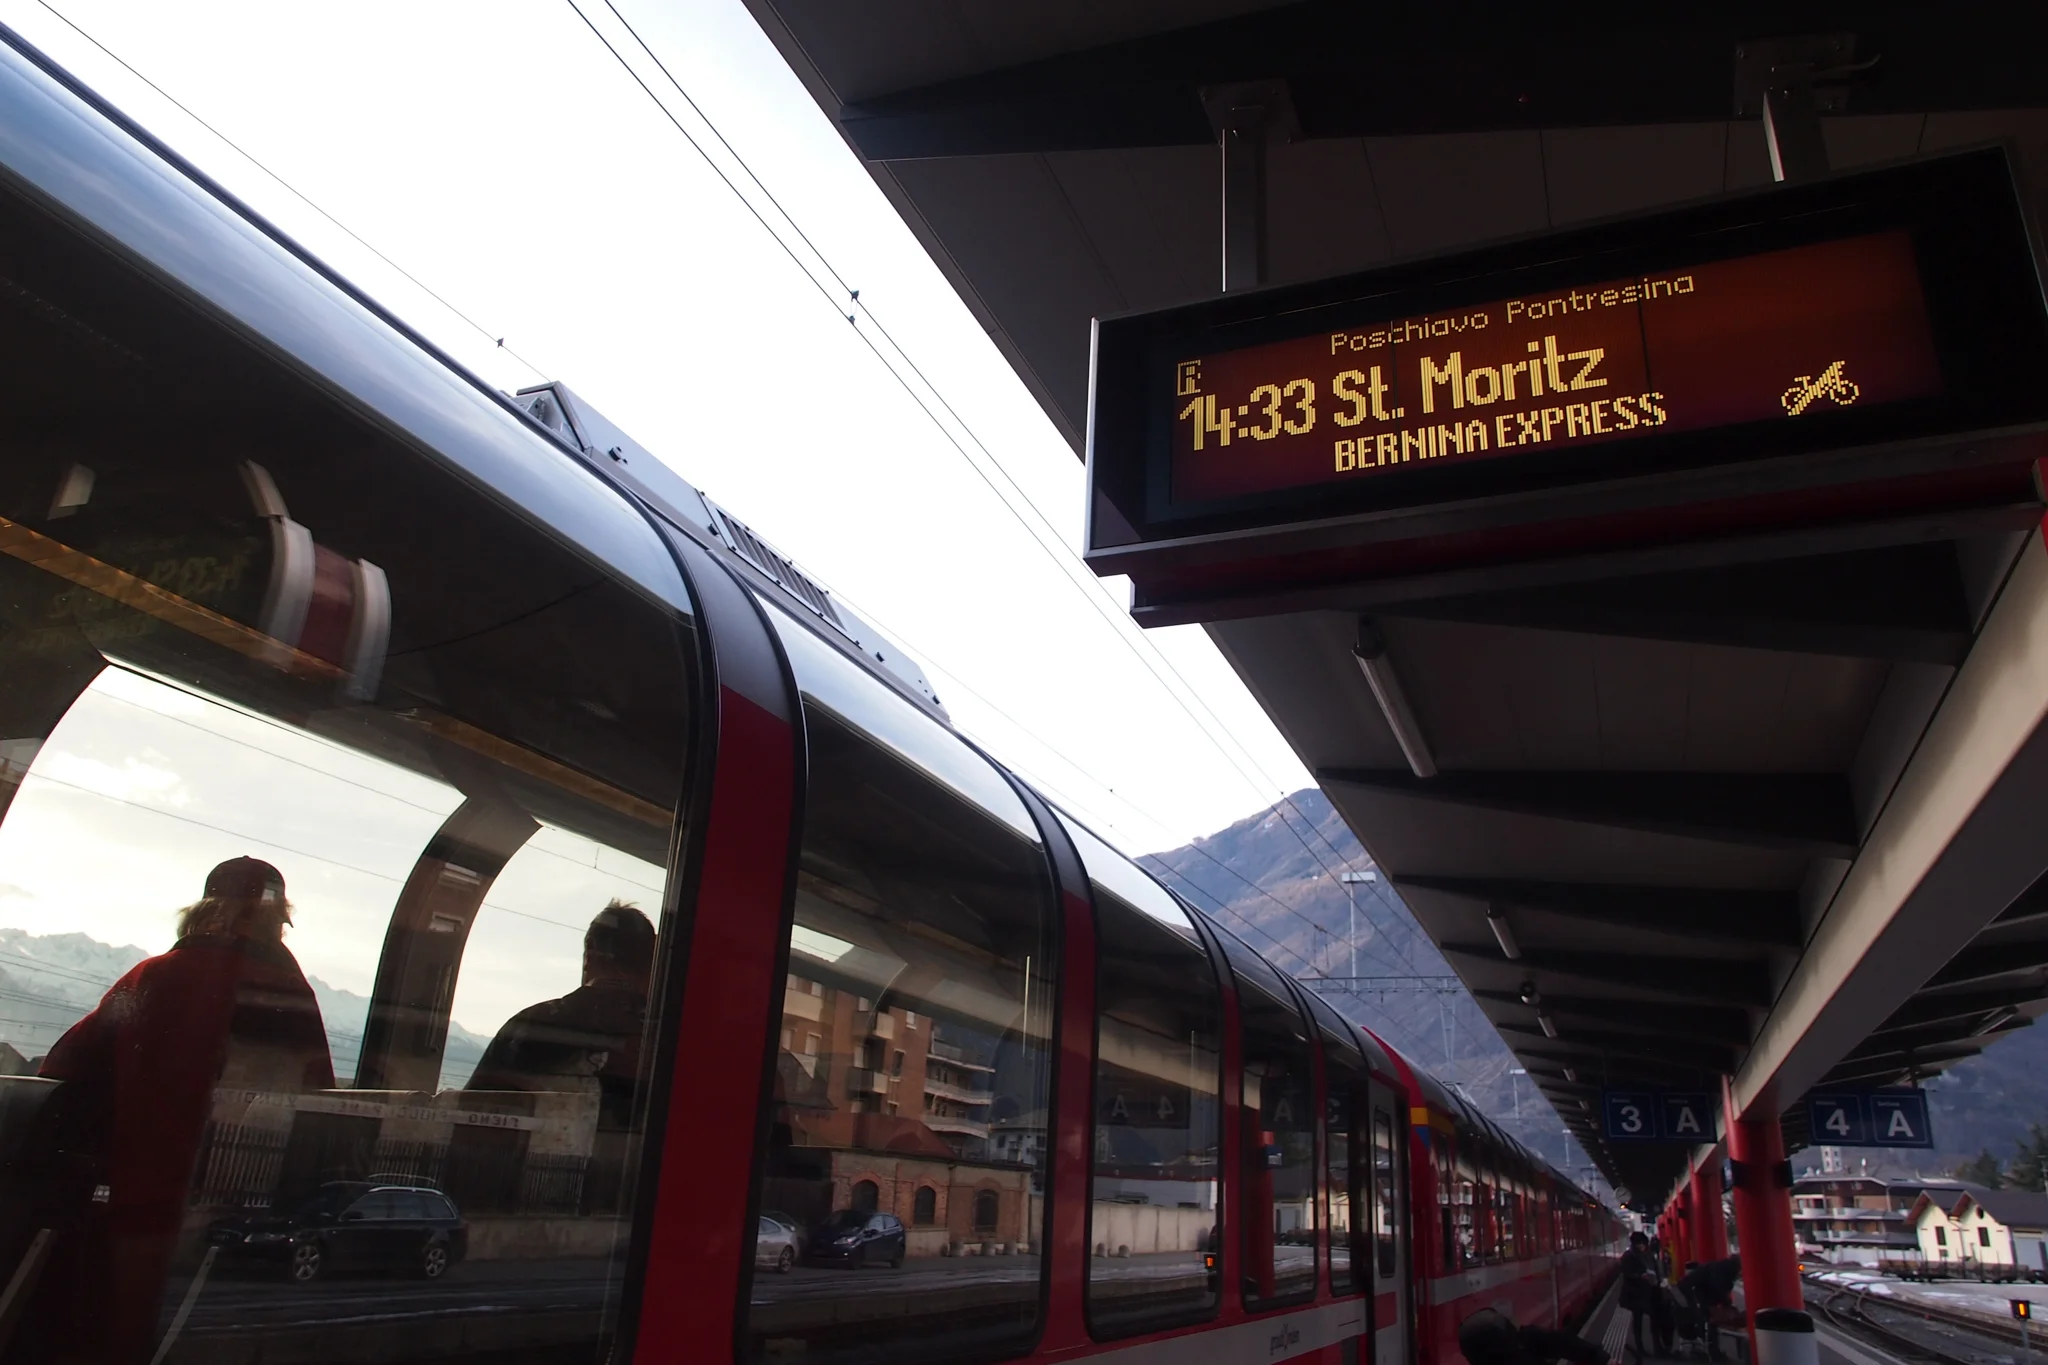 Poschiavo Pontresina
R
14:33 St. Moritz
BERNINA EXPRESS
3 A
4 A